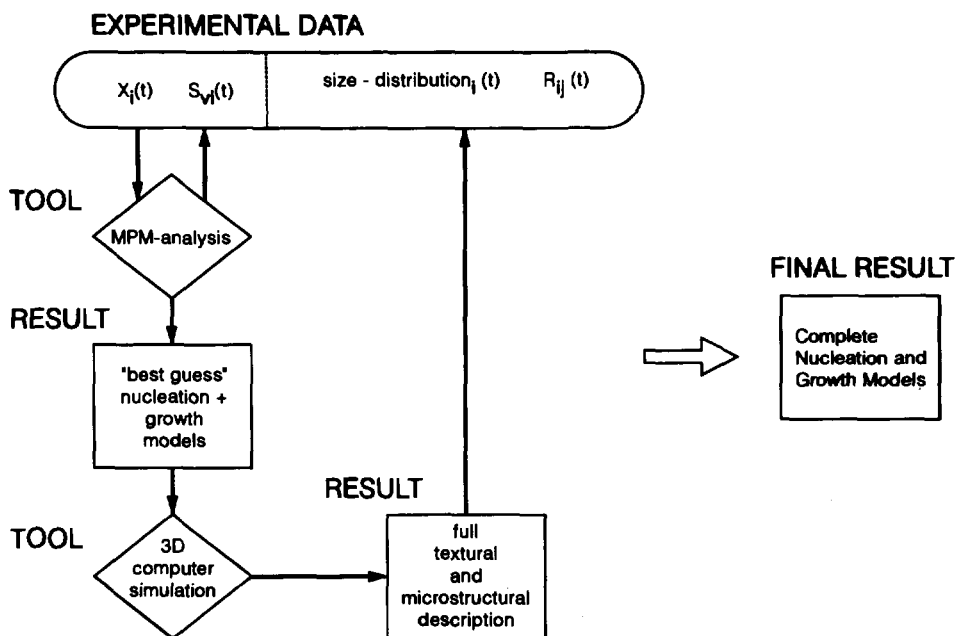 EXPERIMENTAL DATA
Xi(t) Svi(t) size - distributioni (t) Rij (t)
TOOL
MPM-analysis
RESULT
"best guess"
nucleation +
growth
models
TOOL
3D
computer
simulation
RESULT
full
textural
and
microstructural
description
FINAL RESULT
Complete
Nucleation and
Growth Models